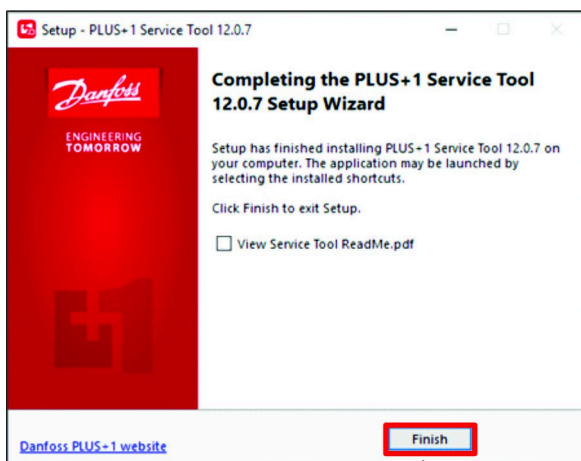 Setup - PLUS+1 Service Tool 12.0.7
Danfoss
ENGINEERING
TOMORROW
Completing the PLUS+1 Service Tool
12.0.7 Setup Wizard
Setup has finished installing PLUS+1 Service Tool 12.0.7 on
your computer. The application may be launched by
selecting the installed shortcuts.
Click Finish to exit Setup.
View Service Tool ReadMe.pdf
+1
Danfoss PLUS+1 website
Finish